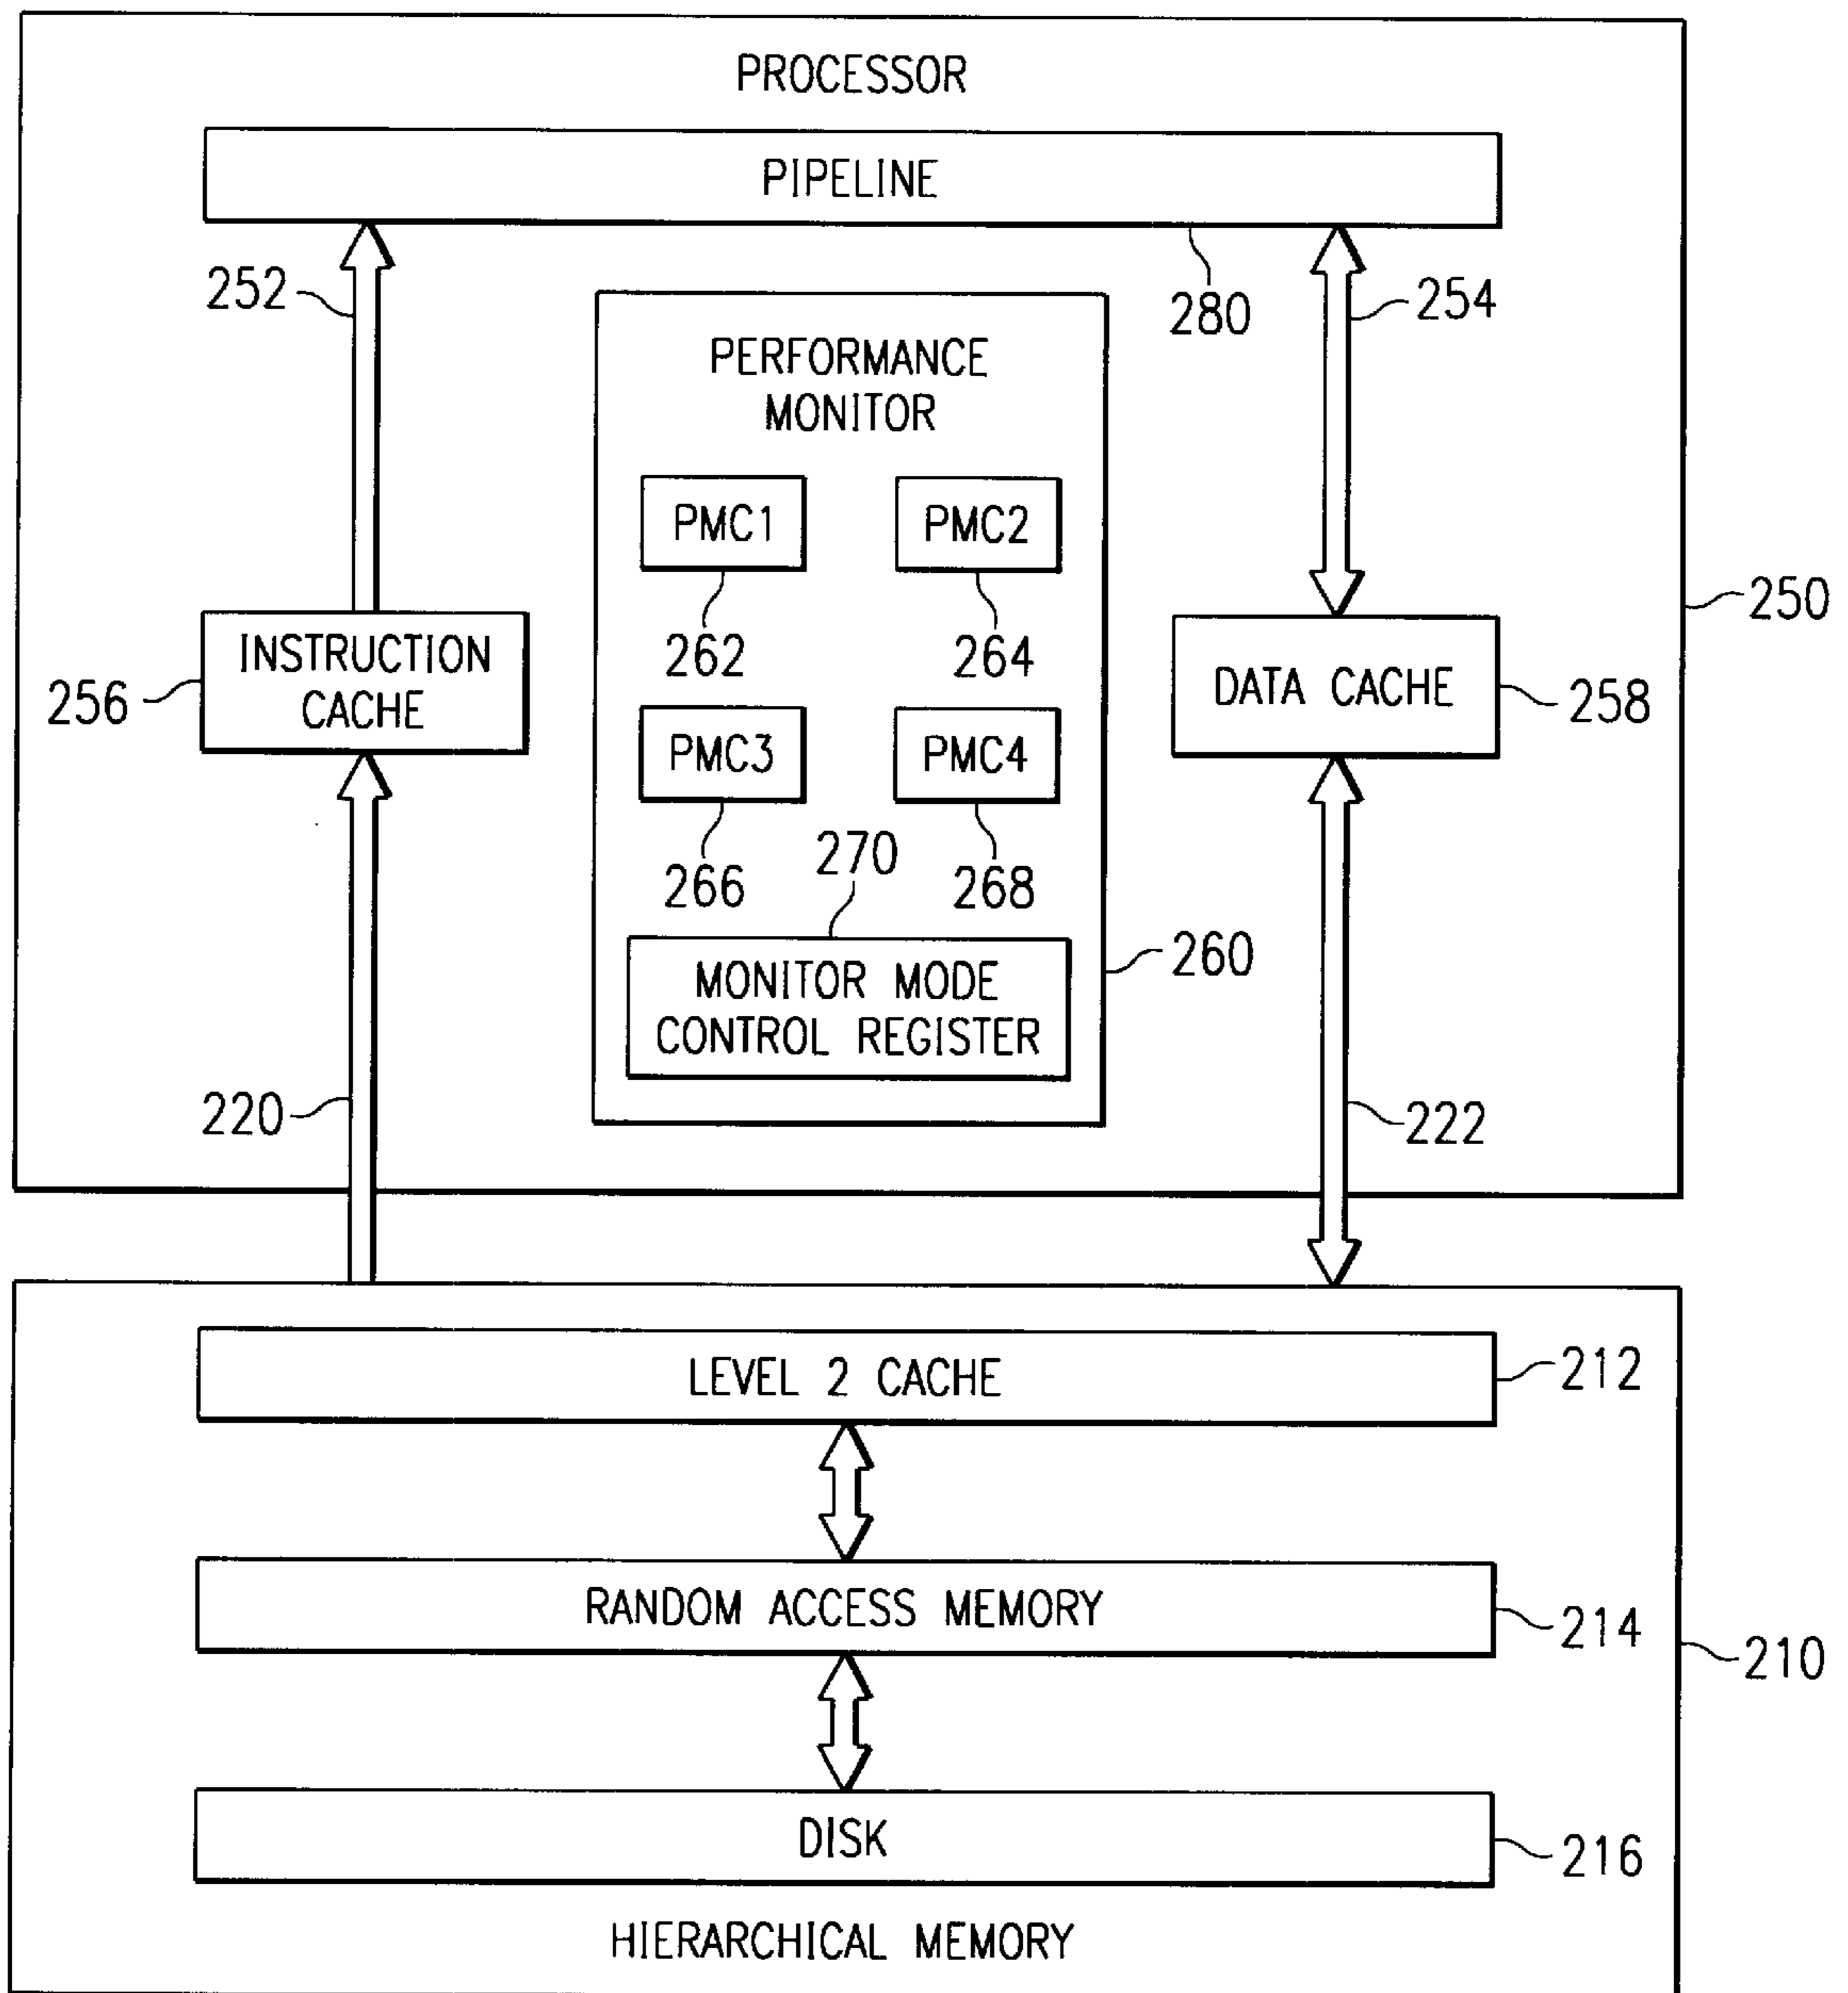 PROCESSOR
PIPELINE
252
280
254
PERFORMANCE
MONITOR
PMC1
PMC2
262
264
250
INSTRUCTION
CACHE
256
DATA CACHE
258
PMC3
PMC4
266
270
268
MONITOR MODE
CONTROL REGISTER
260
220
222
LEVEL 2 CACHE
212
RANDOM ACCESS MEMORY
214
210
DISK
216
HIERARCHICAL MEMORY